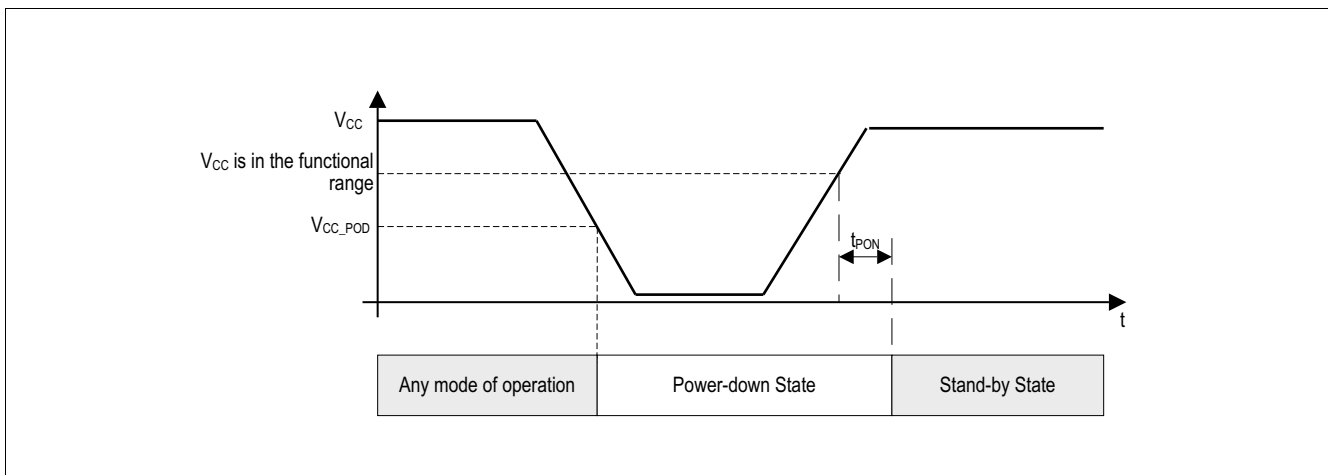 VCC
VCC is in the functional
range
VCC_POD
tPON
t
Any mode of operation
Power-down State
Stand-by State